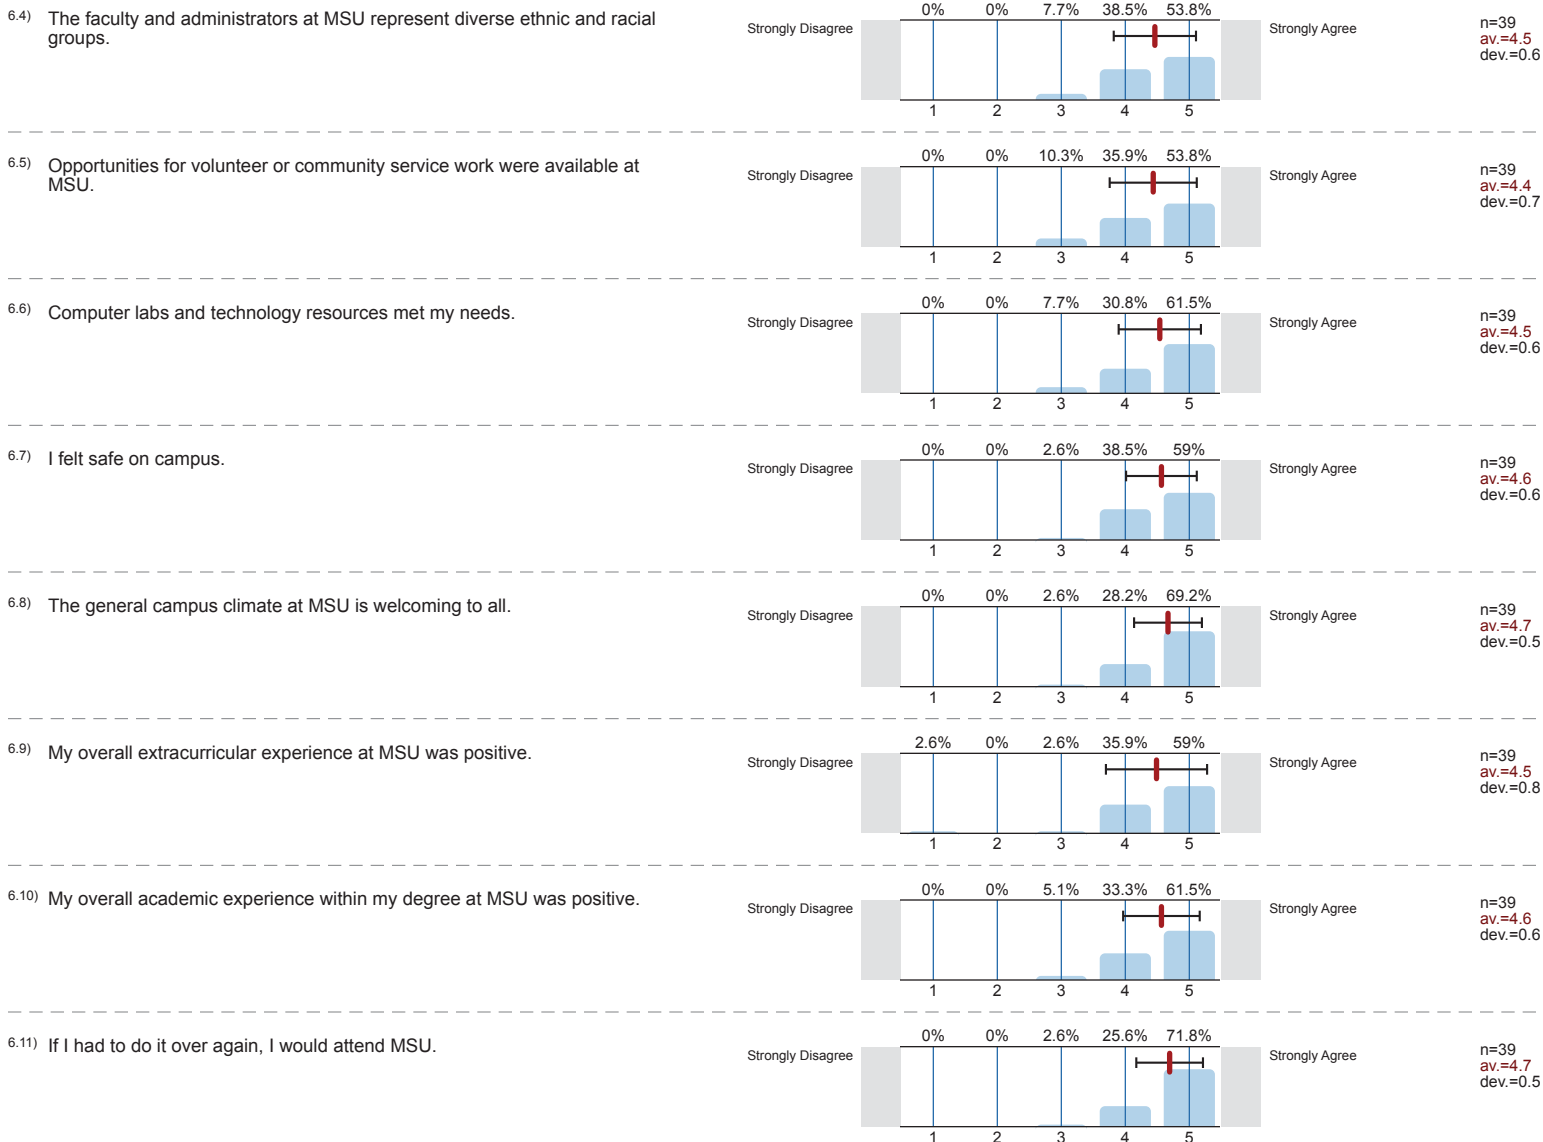 6.4) The faculty and administrators at MSU represent diverse ethnic and racial
groups.
Strongly Disagree
0% 0% 7.7% 38.5% 53.8%
1 2 3 4 5
Strongly Agree
n=39
av.=4.5
dev.=0.6
6.5) Opportunities for volunteer or community service work were available at
MSU.
Strongly Disagree
0% 0% 10.3% 35.9% 53.8%
1 2 3 4 5
Strongly Agree
n=39
av.=4.4
dev.=0.7
6.6) Computer labs and technology resources met my needs.
Strongly Disagree
0% 0% 7.7% 30.8% 61.5%
1 2 3 4 5
Strongly Agree
n=39
av.=4.5
dev.=0.6
6.7) I felt safe on campus.
Strongly Disagree
0% 0% 2.6% 38.5% 59%
1 2 3 4 5
Strongly Agree
n=39
av.=4.6
dev.=0.6
6.8) The general campus climate at MSU is welcoming to all.
Strongly Disagree
0% 0% 2.6% 28.2% 69.2%
1 2 3 4 5
Strongly Agree
n=39
av.=4.7
dev.=0.5
6.9) My overall extracurricular experience at MSU was positive.
Strongly Disagree
2.6% 0% 2.6% 35.9% 59%
1 2 3 4 5
Strongly Agree
n=39
av.=4.5
dev.=0.8
6.10) My overall academic experience within my degree at MSU was positive.
Strongly Disagree
0% 0% 5.1% 33.3% 61.5%
1 2 3 4 5
Strongly Agree
n=39
av.=4.6
dev.=0.6
6.11) If I had to do it over again, I would attend MSU.
Strongly Disagree
0% 0% 2.6% 25.6% 71.8%
1 2 3 4 5
Strongly Agree
n=39
av.=4.7
dev.=0.5